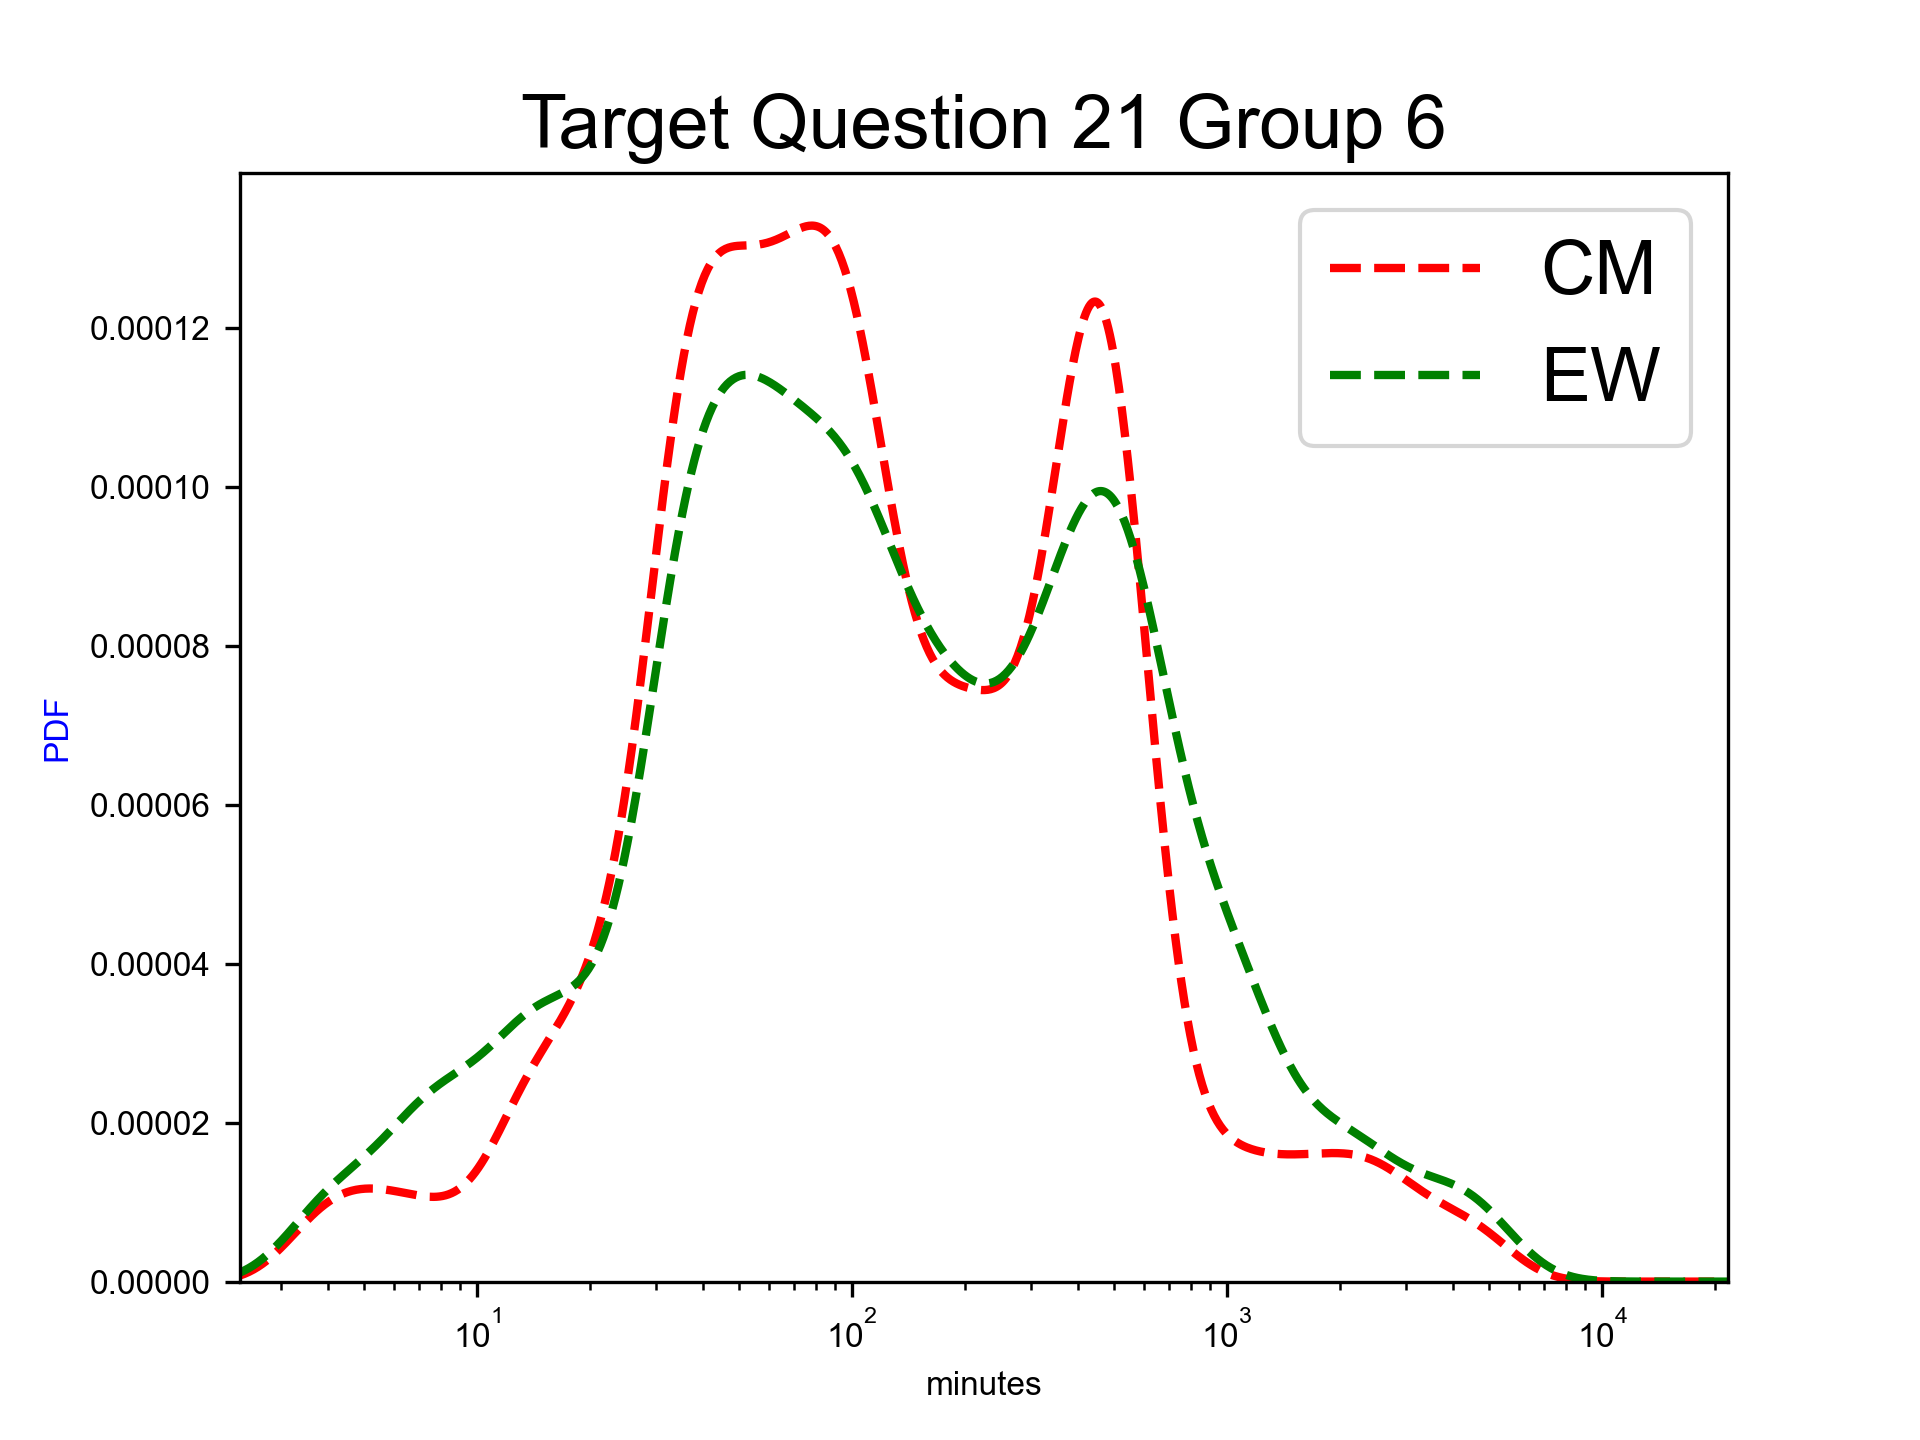 Target Question 21 Group 6
CM
EW
0.00012
0.00010
0.00008
0.00006
0.00004
0.00002
0.00000
PDF
10¹ 10² 10³ 10⁴
minutes